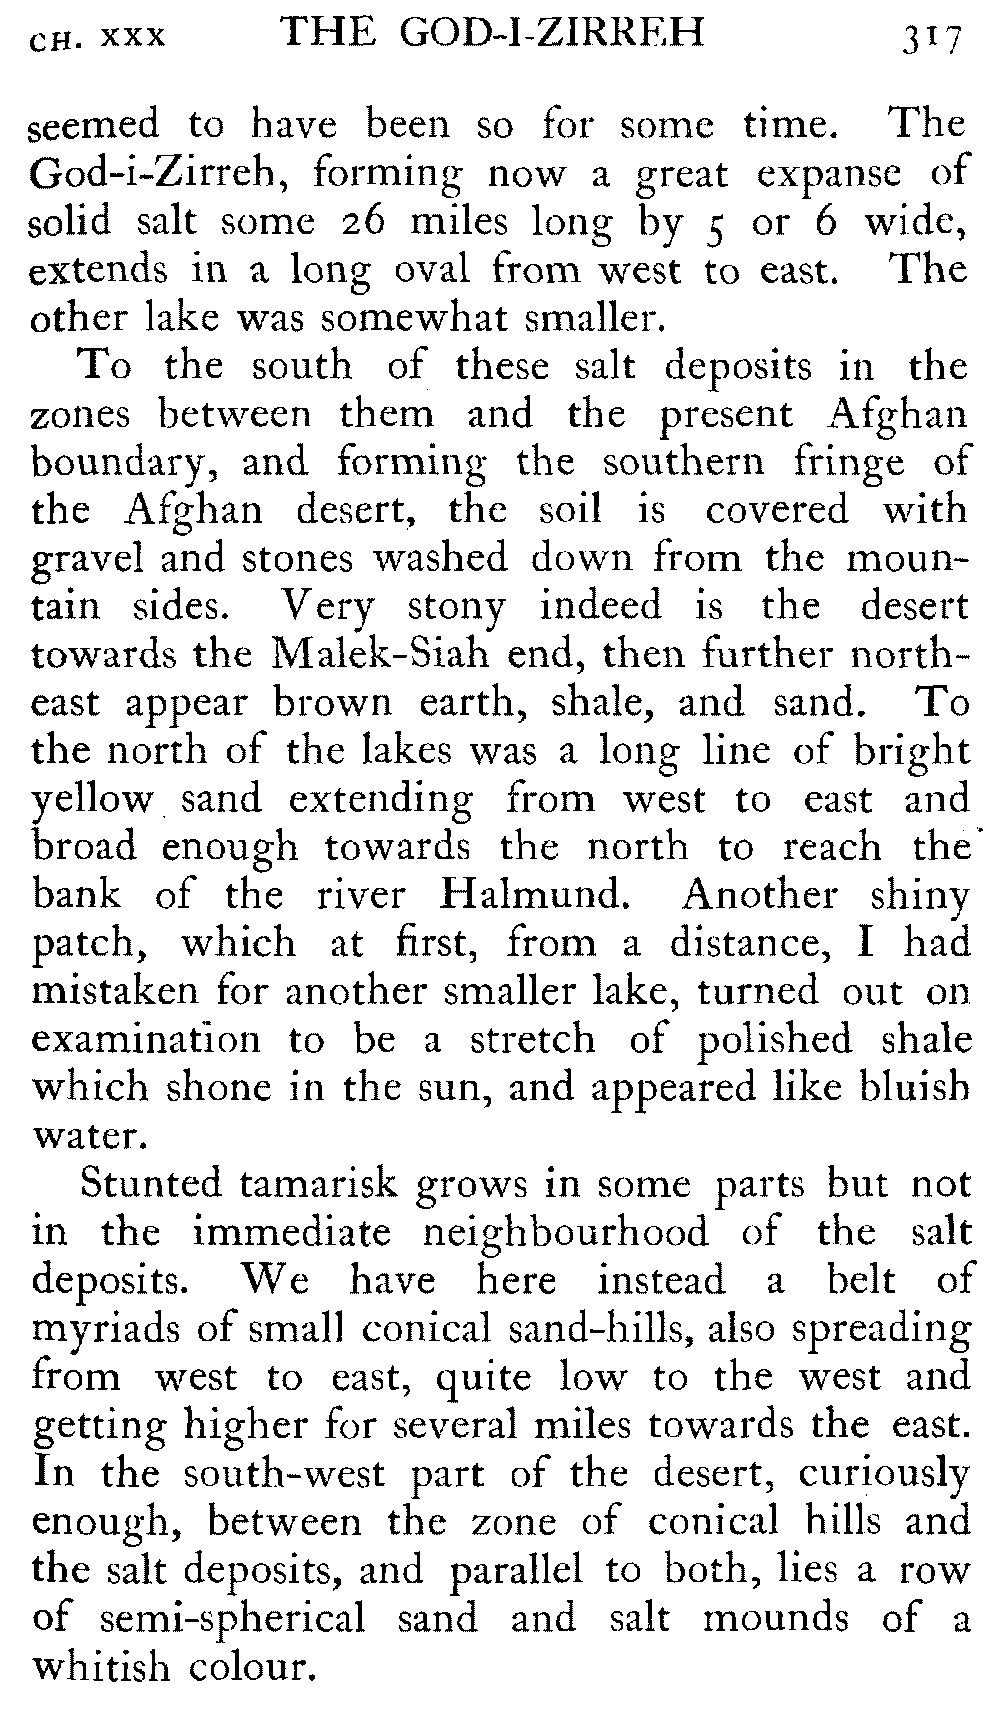 CH. XXX THE GOD-I-ZIRREH 317
seemed to have been so for some time. The
God-i-Zirreh, forming now a great expanse of
solid salt some 26 miles long by 5 or 6 wide,
extends in a long oval from west to east. The
other lake was somewhat smaller.
To the south of these salt deposits in the
zones between them and the present Afghan
boundary, and forming the southern fringe of
the Afghan desert, the soil is covered with
gravel and stones washed down from the moun-
tain sides. Very stony indeed is the desert
towards the Malek-Siah end, then further north-
east appear brown earth, shale, and sand. To
the north of the lakes was a long line of bright
yellow sand extending from west to east and
broad enough towards the north to reach the
bank of the river Halmund. Another shiny
patch, which at first, from a distance, I had
mistaken for another smaller lake, turned out on
examination to be a stretch of polished shale
which shone in the sun, and appeared like bluish
water.
Stunted tamarisk grows in some parts but not
in the immediate neighbourhood of the salt
deposits. We have here instead a belt of
myriads of small conical sand-hills, also spreading
from west to east, quite low to the west and
getting higher for several miles towards the east.
In the south-west part of the desert, curiously
enough, between the zone of conical hills and
the salt deposits, and parallel to both, lies a row
of semi-spherical sand and salt mounds of a
whitish colour.